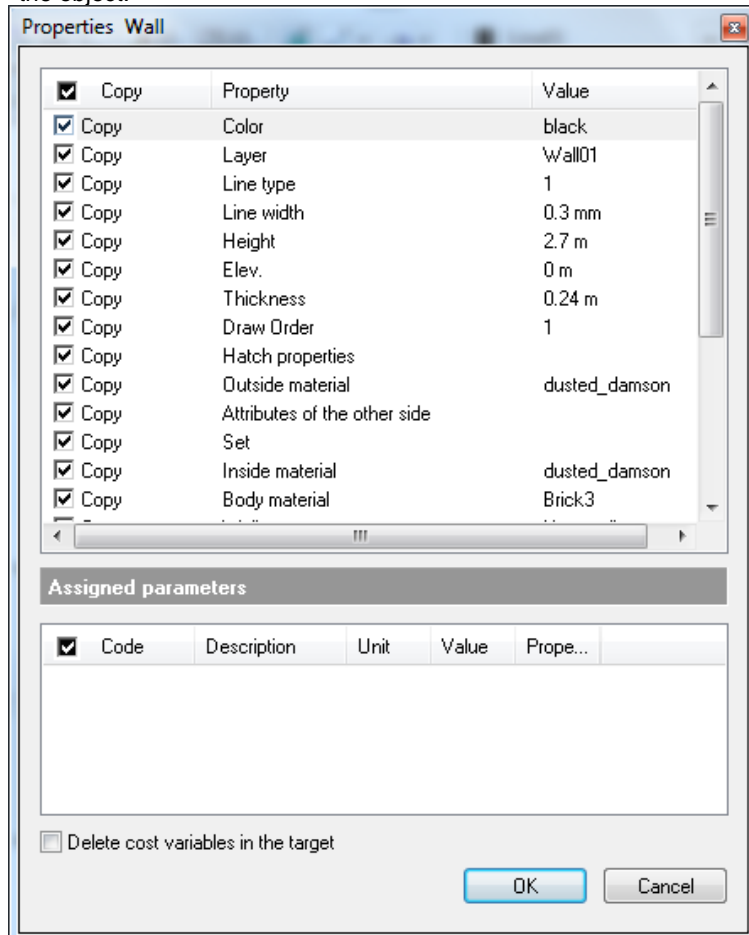 the object.
Properties Wall
Copy Property Value
Copy Color black
Copy Layer Wall01
Copy Line type 1
Copy Line width 0.3 mm
Copy Height 2.7 m
Copy Elev. 0 m
Copy Thickness 0.24 m
Copy Draw Order 1
Copy Hatch properties
Copy Outside material dusted_damson
Copy Attributes of the other side
Copy Set
Copy Inside material dusted_damson
Copy Body material Brick3
Assigned parameters
Code Description Unit Value Prope...
Delete cost variables in the target
OK Cancel